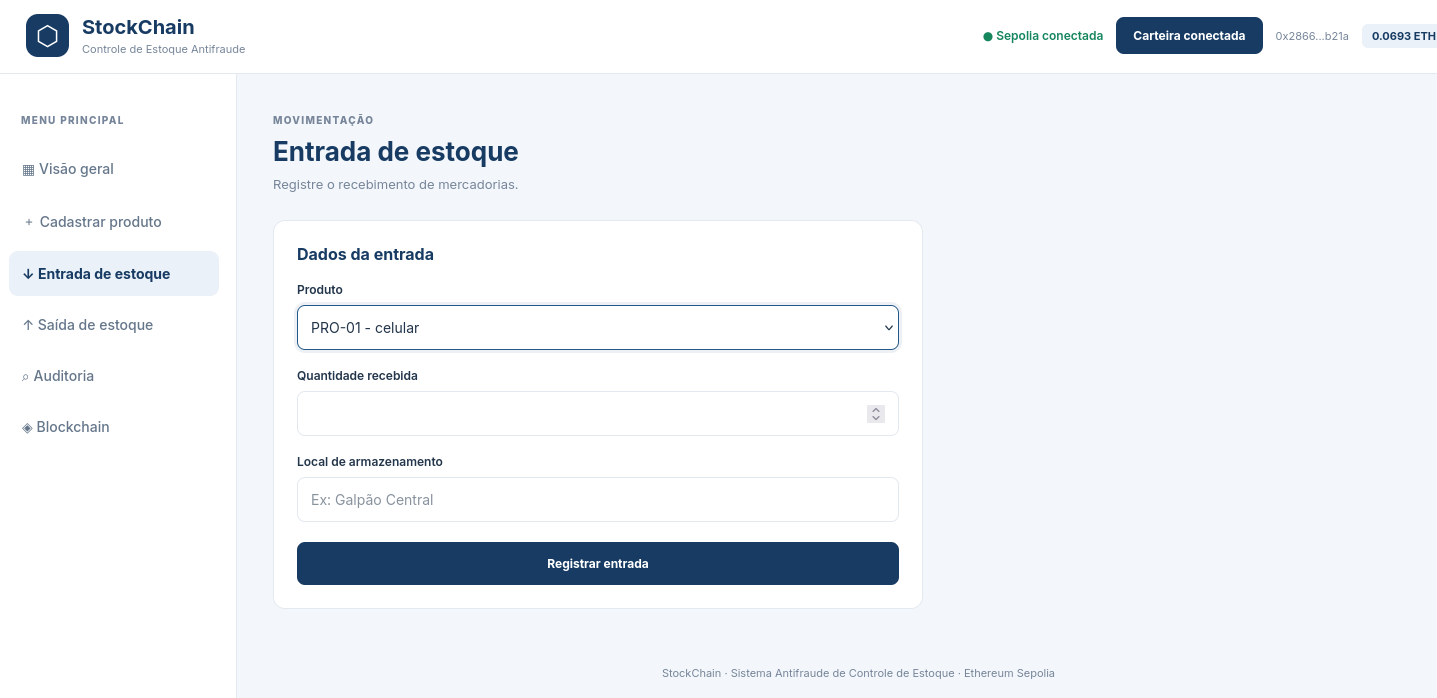 StockChain
Controle de Estoque Antifraude
Sepolia conectada
Carteira conectada
0x2866...b21a
0.0693 ETH
MENU PRINCIPAL
Visão geral
+ Cadastrar produto
↓ Entrada de estoque
↑ Saída de estoque
Auditoria
Blockchain
MOVIMENTAÇÃO
Entrada de estoque
Registre o recebimento de mercadorias.
Dados da entrada
Produto
PRO-01 - celular
Quantidade recebida
Local de armazenamento
Ex: Galpão Central
Registrar entrada
StockChain · Sistema Antifraude de Controle de Estoque · Ethereum Sepolia